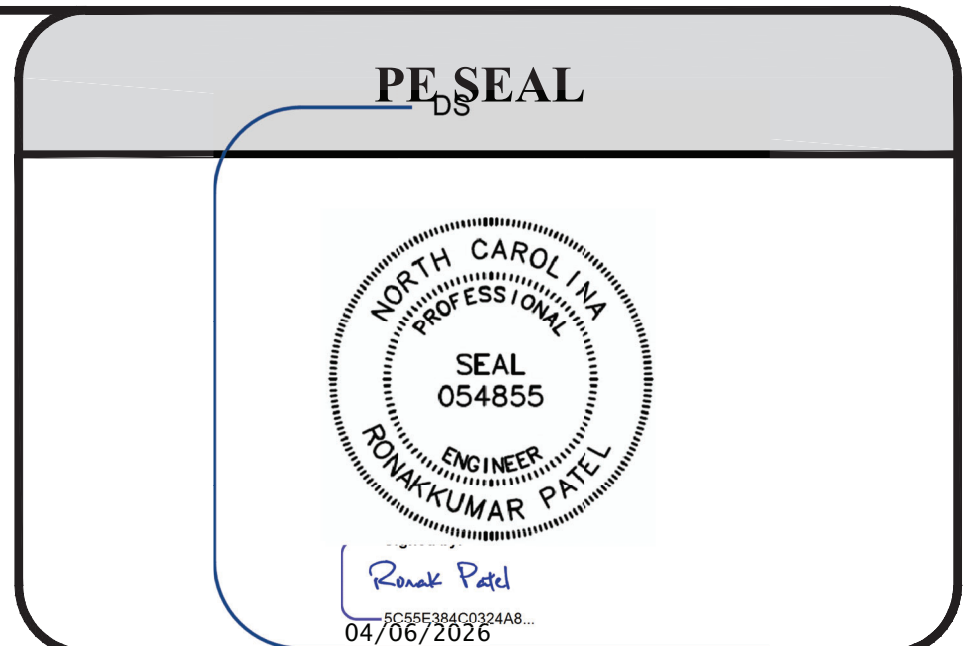 PE SEAL
DS
NORTH CAROLINA
PROFESSIONAL
SEAL
054855
ENGINEER
RONAKKUMAR PATEL
Ronak Patel
5C55E384C0324A8...
04/06/2026